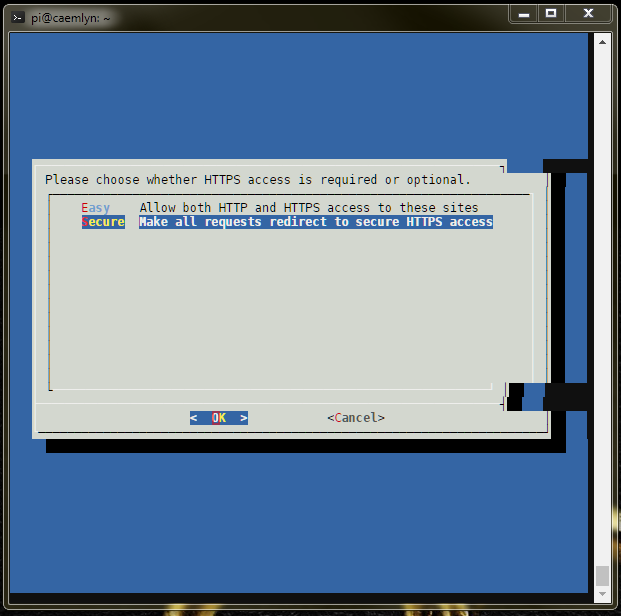 pi@caemlyn: ~
Please choose whether HTTPS access is required or optional.
Easy Allow both HTTP and HTTPS access to these sites
Secure Make all requests redirect to secure HTTPS access
< OK > <Cancel>